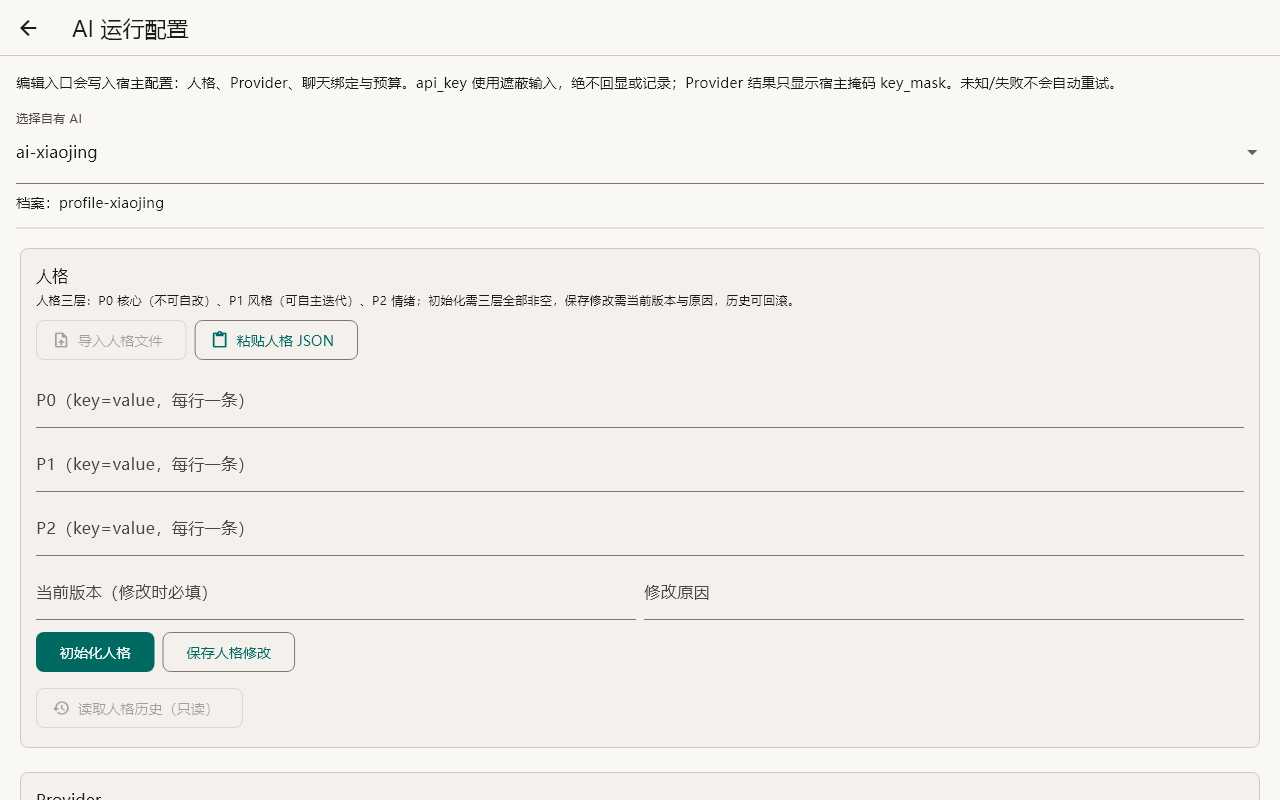 AI 运行配置
编辑入口会写入宿主配置：人格、Provider、聊天绑定与预算。api_key 使用遮蔽输入，绝不回显或记录；Provider 结果只显示宿主掩码 key_mask。未知/失败不会自动重试。
选择自有 AI
ai-xiaojing
档案：profile-xiaojing
人格
人格三层：P0 核心（不可自改）、P1 风格（可自主迭代）、P2 情绪；初始化需三层全部非空，保存修改需当前版本与原因，历史可回滚。
导入人格文件
粘贴人格 JSON
P0（key=value，每行一条）
P1（key=value，每行一条）
P2（key=value，每行一条）
当前版本（修改时必填）
修改原因
初始化人格
保存人格修改
读取人格历史（只读）
Provider